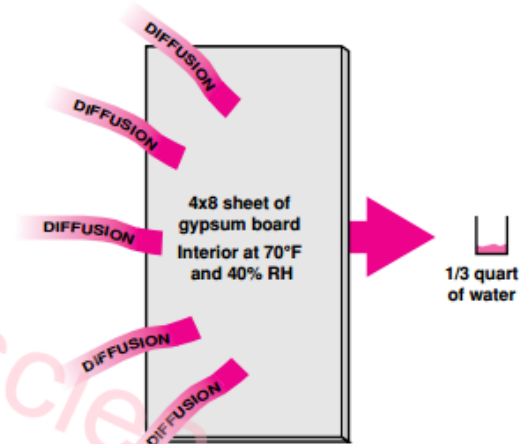 DIFFUSION
DIFFUSION
DIFFUSION
DIFFUSION
DIFFUSION
4x8 sheet of
gypsum board
Interior at 70°F
and 40% RH
1/3 quart
of water